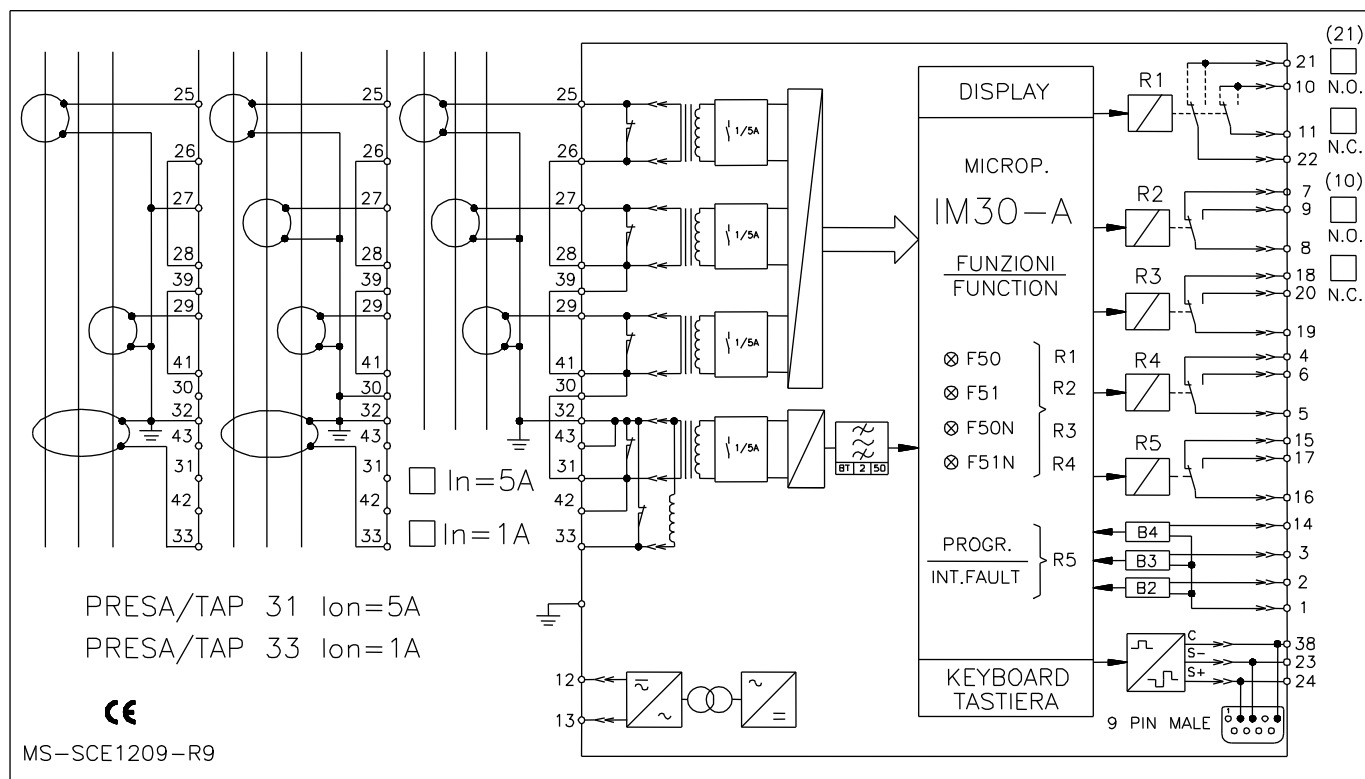 25
26
27
28
39
29
41
30
32
43
31
42
33
25
26
27
28
39
29
41
30
32
43
31
42
33
25
26
27
28
39
29
41
30
32
43
31
42
33
12
13
In=5A
In=1A
PRESA/TAP 31 Ion=5A
PRESA/TAP 33 Ion=1A
CE
MS-SCE1209-R9
1/5A
1/5A
1/5A
1/5A
BT 2 50
DISPLAY
MICROP.
IM30-A
FUNZIONI
FUNCTION
F50 R1
F51 R2
F50N R3
F51N R4
PROGR.
INT.FAULT
R5
KEYBOARD
TASTIERA
R1
R2
R3
R4
R5
B4
B3
B2
C
S-
S+
21
10
11
22
7
9
8
18
20
19
4
6
5
15
17
16
14
3
2
1
38
23
24
(21)
N.O.
N.C.
(10)
N.O.
N.C.
9 PIN MALE
1